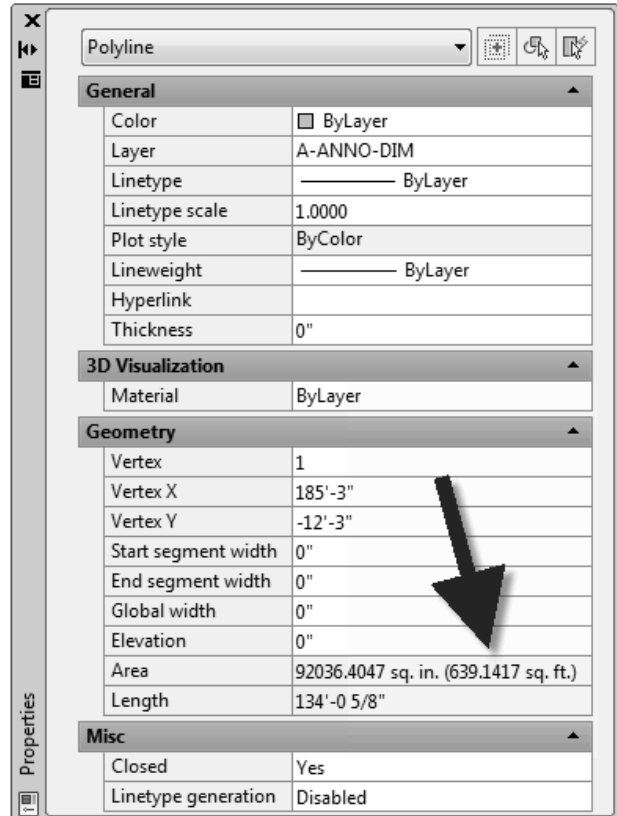 Polyline
General
Color ByLayer
Layer A-ANNO-DIM
Linetype ByLayer
Linetype scale 1.0000
Plot style ByColor
Lineweight ByLayer
Hyperlink
Thickness 0"
3D Visualization
Material ByLayer
Geometry
Vertex 1
Vertex X 185'-3"
Vertex Y -12'-3"
Start segment width 0"
End segment width 0"
Global width 0"
Elevation 0"
Area 92036.4047 sq. in. (639.1417 sq. ft.)
Length 134'-0 5/8"
Misc
Closed Yes
Linetype generation Disabled
Properties